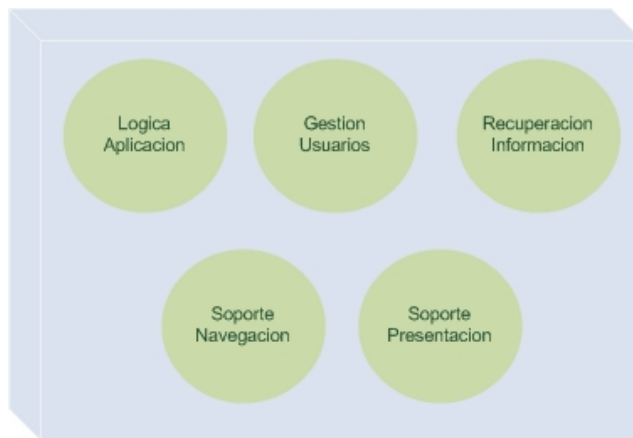 Logica
Aplicacion
Gestion
Usuarios
Recuperacion
Informacion
Soporte
Navegacion
Soporte
Presentacion